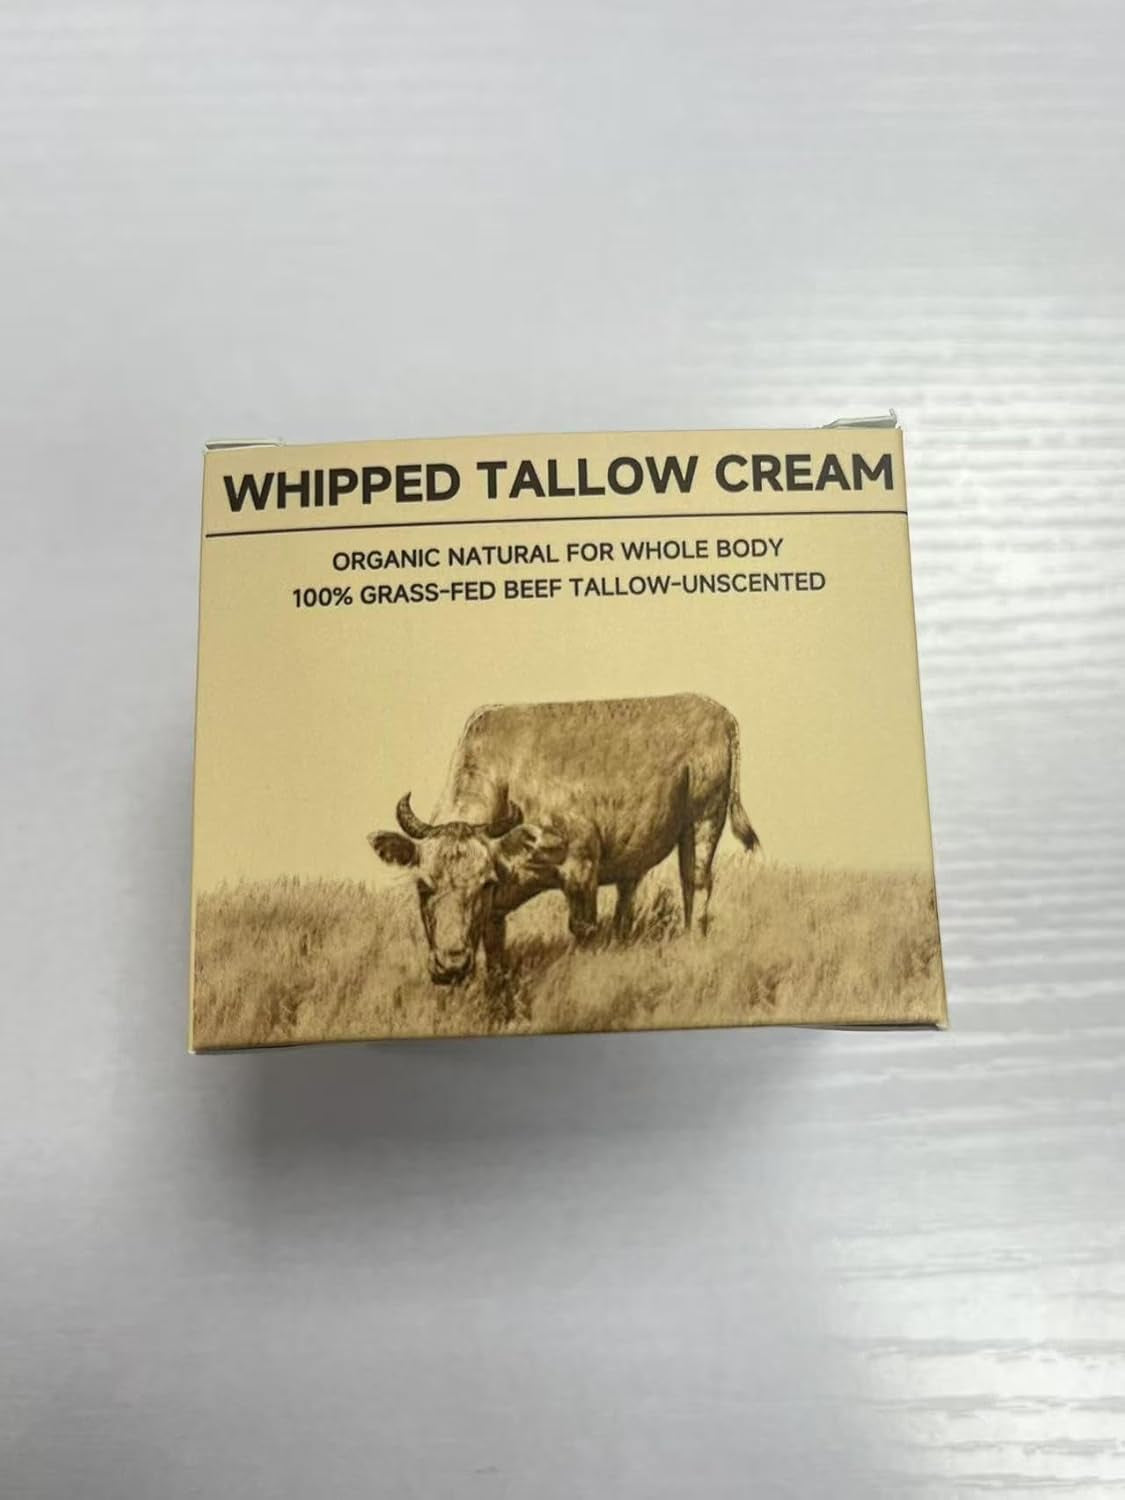 WHIPPED TALLOW CREAM
ORGANIC NATURAL FOR WHOLE BODY
100% GRASS-FED BEEF TALLOW-UNSCENTED